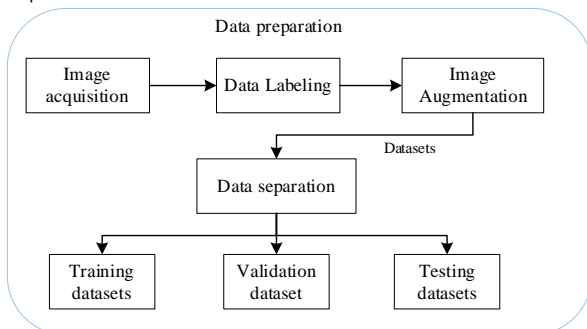 Data preparation
Image
acquisition
Data Labeling
Image
Augmentation
Datasets
Data separation
Training
datasets
Validation
dataset
Testing
datasets